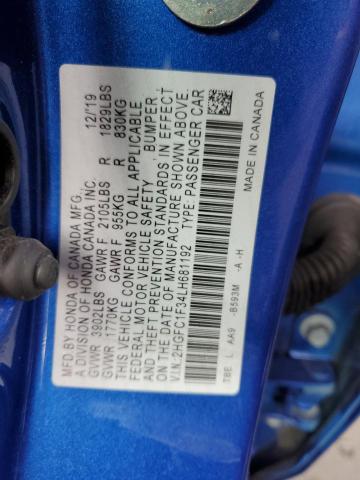 MFD. BY HONDA OF CANADA MFG., 12/19
A DIVISION OF HONDA CANADA INC.
GVWR 3902LBS GAWR F 2105LBS R 1829LBS
GVWR 1770KG GAWR F 955KG R 830KG
THIS VEHICLE CONFORMS TO ALL APPLICABLE
FEDERAL MOTOR VEHICLE SAFETY, BUMPER,
AND THEFT PREVENTION STANDARDS IN EFFECT
ON THE DATE OF MANUFACTURE SHOWN ABOVE.
V.I.N.:2HGFC1F34LH681192 TYPE: PASSENGER CAR
TBE L AA9 -B593M -A -H MADE IN CANADA